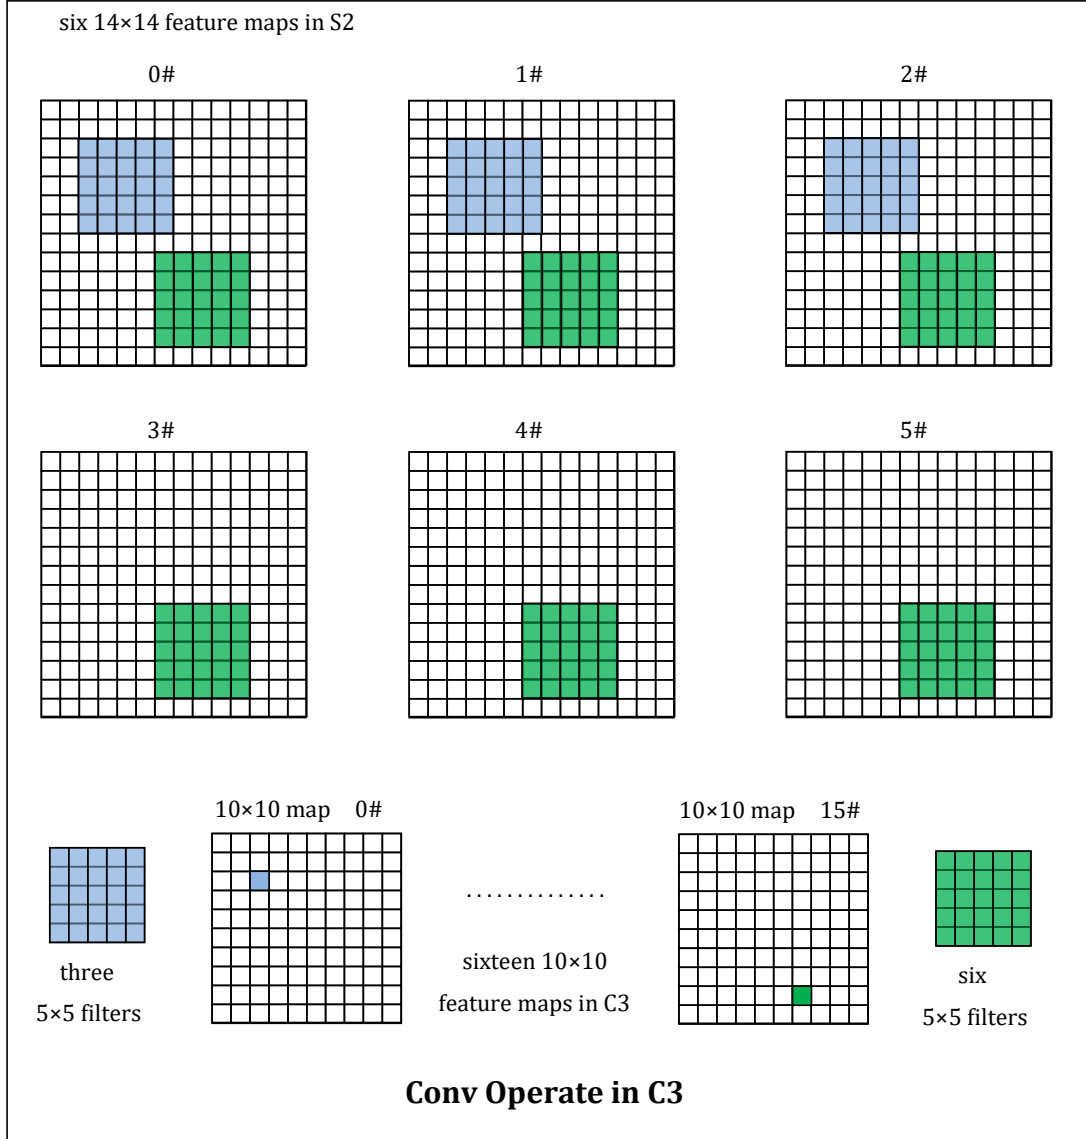 six 14×14 feature maps in S2
0#
1#
2#
3#
4#
5#
10×10 map 0#
10×10 map 15#
..............
three
5×5 filters
sixteen 10×10
feature maps in C3
six
5×5 filters
Conv Operate in C3